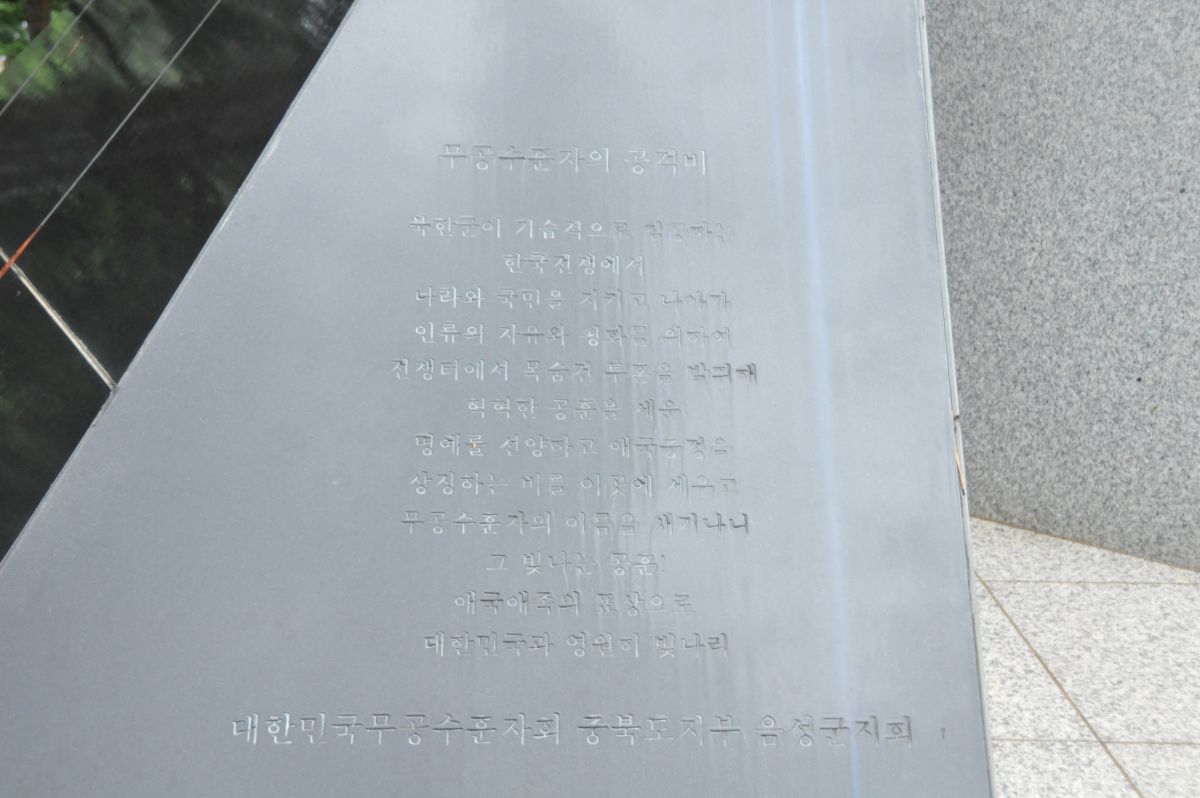 무공수훈자의 공적비
북한군이 기습적으로 침공하는
한국전쟁에서
나라와 국민을 지키고 나아가
인류의 자유와 평화를 위하여
전쟁터에서 목숨건 투혼을 발휘해
혁혁한 공훈을 세운
명예를 선양하고 애국충정을
상징하는 비를 이곳에 세우고
무공수훈자의 이름을 새기나니
그 빛나는 공훈!
애국애족의 표상으로
대한민국과 영원히 빛나리
대한민국무공수훈자회 충북도지부 음성군지회